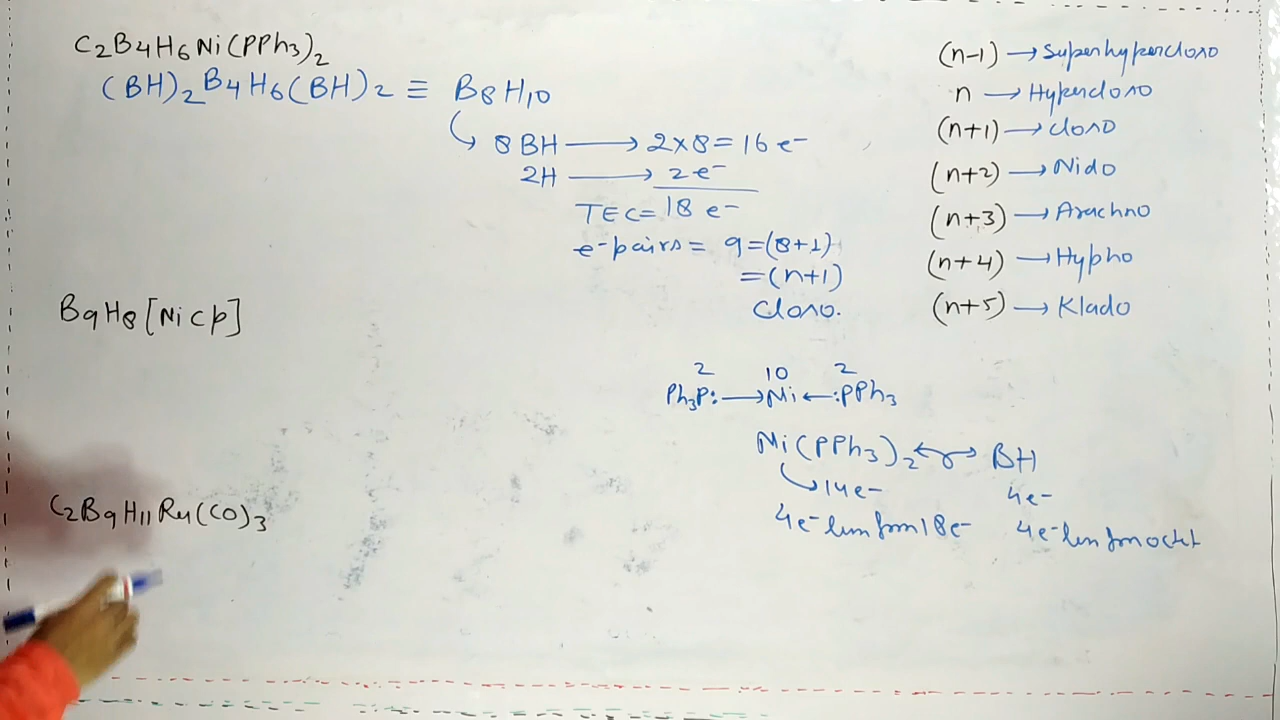 C2B4H6Ni(PPh3)2
(BH)2B4H6(BH)2 ≡ B8H10
8BH → 2×8 = 16 e-
2H → 2 e-
TEC = 18 e-
e- pairs = 9 = (8+1)
= (n+1)
Closo.
B9H8[NiCp]
C2B9H11Ru(CO)3
(n-1) → Superhypercloso
n → Hypercloso
(n+1) → closo
(n+2) → Nido
(n+3) → Arachno
(n+4) → Hypho
(n+5) → Klado
2 10 2
Ph3P: → Ni ← :PPh3
Ni(PPh3)2 ↔ BH
14e- 4e-
4e- less from 18e- 4e- less from octet